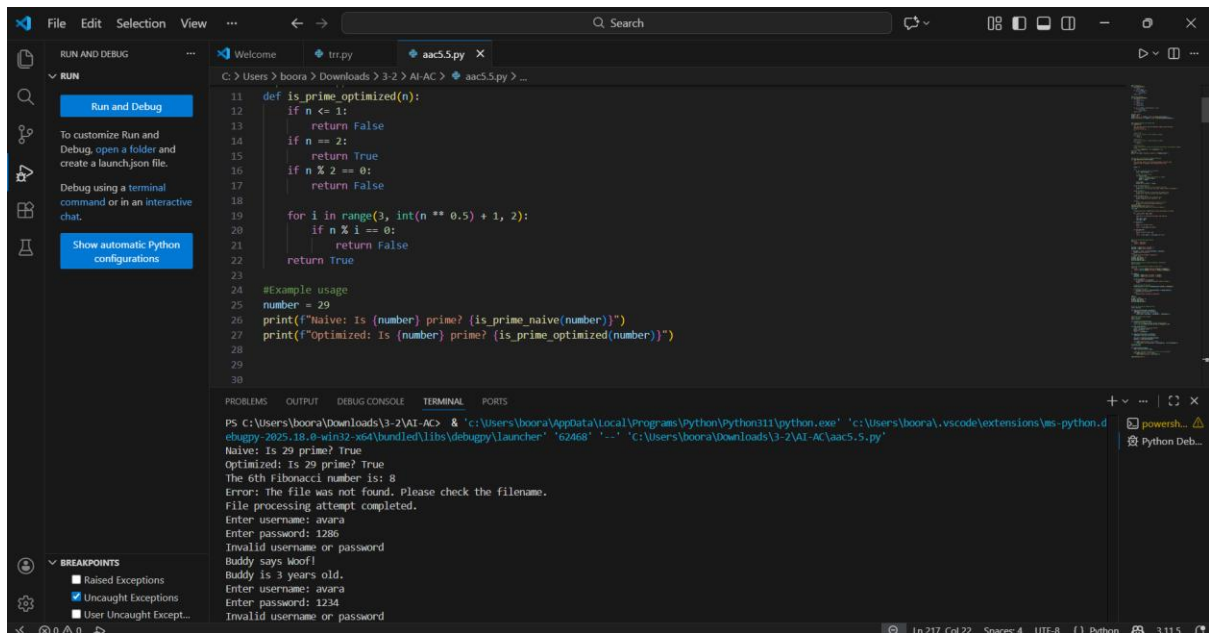 File Edit Selection View ··· Search
RUN AND DEBUG ···
RUN
Run and Debug
To customize Run and
Debug, open a folder and
create a launch.json file.
Debug using a terminal
command or in an interactive
chat.
Show automatic Python
configurations
BREAKPOINTS
Raised Exceptions
Uncaught Exceptions
User Uncaught Except...
Welcome trr.py aac5.5.py
C: > Users > boora > Downloads > 3-2 > AI-AC > aac5.5.py > ...
11 def is_prime_optimized(n):
12 if n <= 1:
13 return False
14 if n == 2:
15 return True
16 if n % 2 == 0:
17 return False
18
19 for i in range(3, int(n ** 0.5) + 1, 2):
20 if n % i == 0:
21 return False
22 return True
23
24 #Example usage
25 number = 29
26 print(f"Naive: Is {number} prime? {is_prime_naive(number)}")
27 print(f"Optimized: Is {number} prime? {is_prime_optimized(number)}")
28
29
30
PROBLEMS OUTPUT DEBUG CONSOLE TERMINAL PORTS
PS C:\Users\boora\Downloads\3-2\AI-AC> & 'c:\Users\boora\AppData\Local\Programs\Python\Python311\python.exe' 'c:\Users\boora\.vscode\extensions\ms-python.d
ebugpy-2025.18.0-win32-x64\bundled\libs\debugpy\launcher' '62468' '--' 'C:\Users\boora\Downloads\3-2\AI-AC\aac5.5.py'
Naive: Is 29 prime? True
Optimized: Is 29 prime? True
The 6th Fibonacci number is: 8
Error: The file was not found. Please check the filename.
File processing attempt completed.
Enter username: avara
Enter password: 1286
Invalid username or password
Buddy says Woof!
Buddy is 3 years old.
Enter username: avara
Enter password: 1234
Invalid username or password
powersh...
Python Deb...
0 0 Ln 217, Col 22 Spaces: 4 UTF-8 { } Python 3.11.5